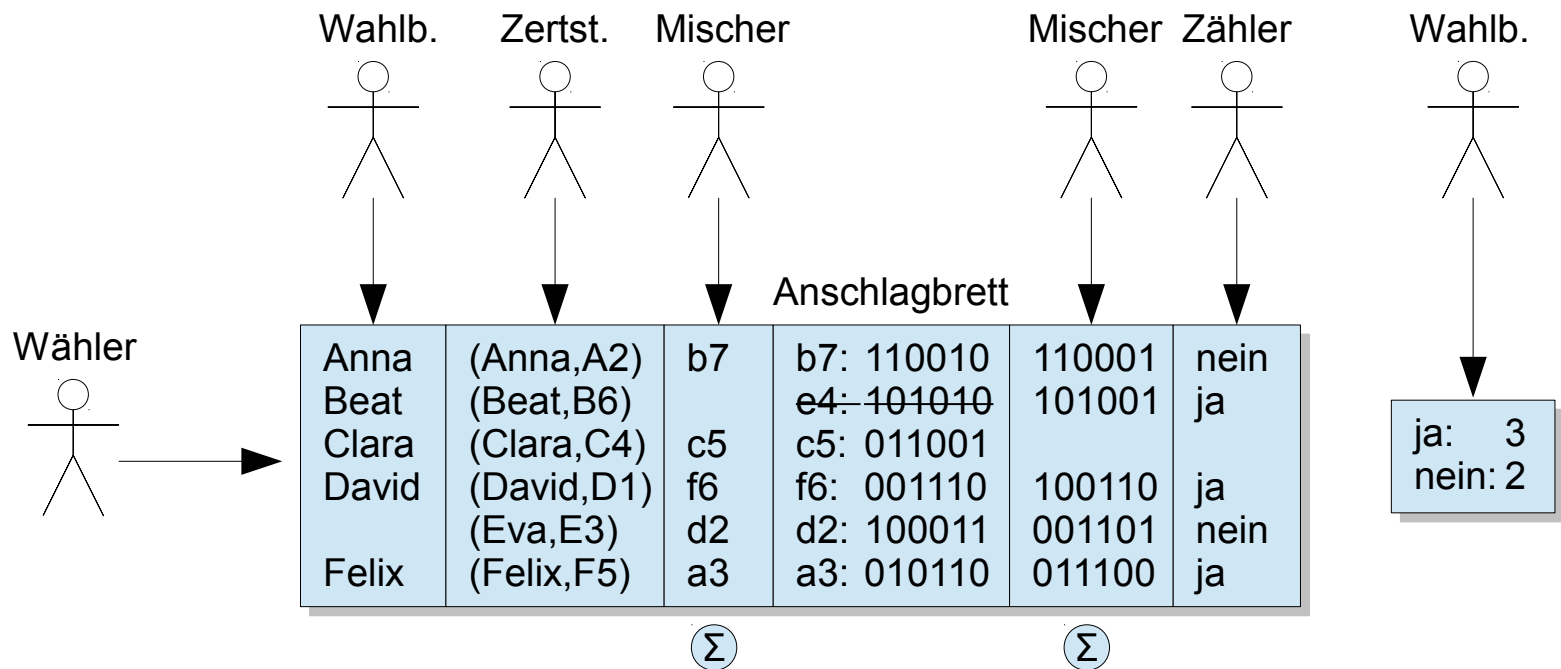 Wahlb. Zertst. Mischer Mischer Zähler Wahlb.
Anschlagbrett
Wähler
Anna (Anna,A2) b7 b7: 110010 110001 nein
Beat (Beat,B6) e4: 101010 101001 ja
Clara (Clara,C4) c5 c5: 011001
David (David,D1) f6 f6: 001110 100110 ja
(Eva,E3) d2 d2: 100011 001101 nein
Felix (Felix,F5) a3 a3: 010110 011100 ja
ja: 3
nein: 2
Σ Σ